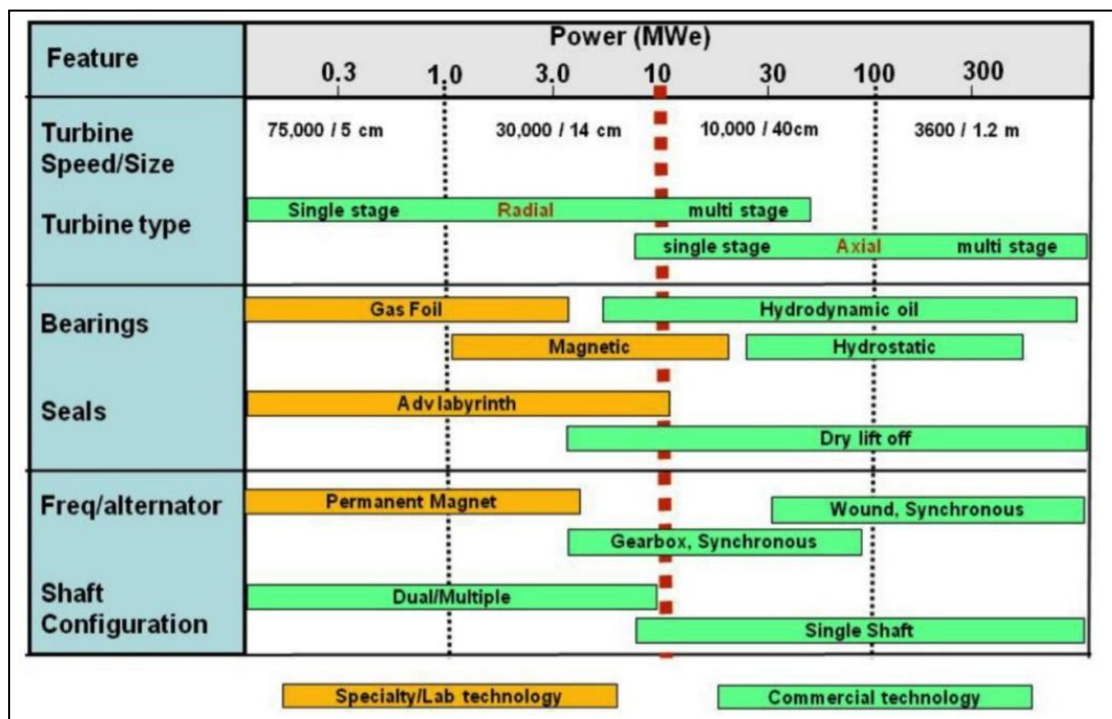 Feature
Power (MWe)
0.3 1.0 3.0 10 30 100 300
Turbine
Speed/Size
75,000 / 5 cm 30,000 / 14 cm 10,000 / 40cm 3600 / 1.2 m
Turbine type
Single stage Radial multi stage
single stage Axial multi stage
Bearings
Gas Foil Hydrodynamic oil
Magnetic Hydrostatic
Seals
Adv labyrinth
Dry lift off
Freq/alternator
Permanent Magnet Wound, Synchronous
Gearbox, Synchronous
Shaft
Configuration
Dual/Multiple
Single Shaft
Specialty/Lab technology Commercial technology